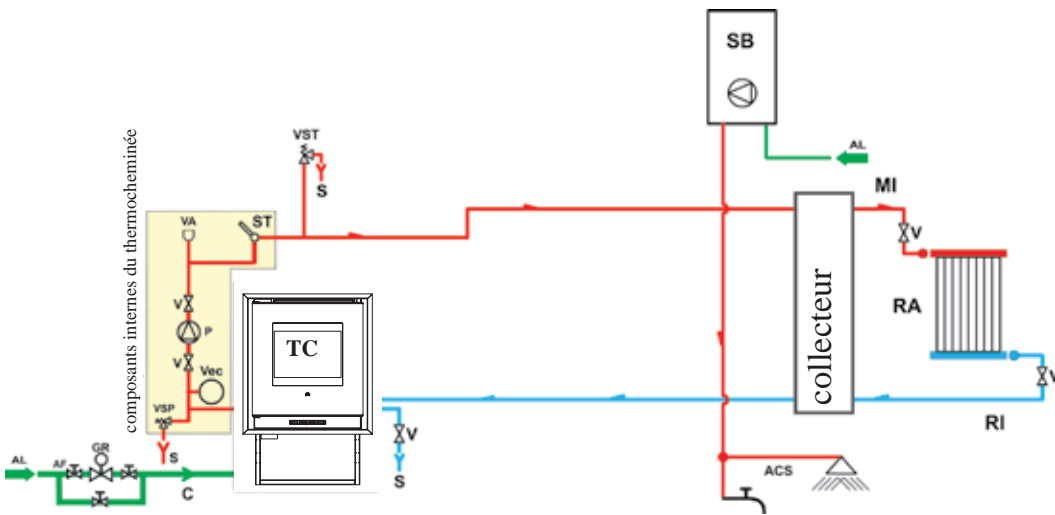 SB
AL
composants internes du thermocheminée
VST
S
MI
VA
ST
V
V
P
RA
V
TC
collecteur
Vec
V
VSP
V
RI
S
GR
AL
AF
C
S
ACS